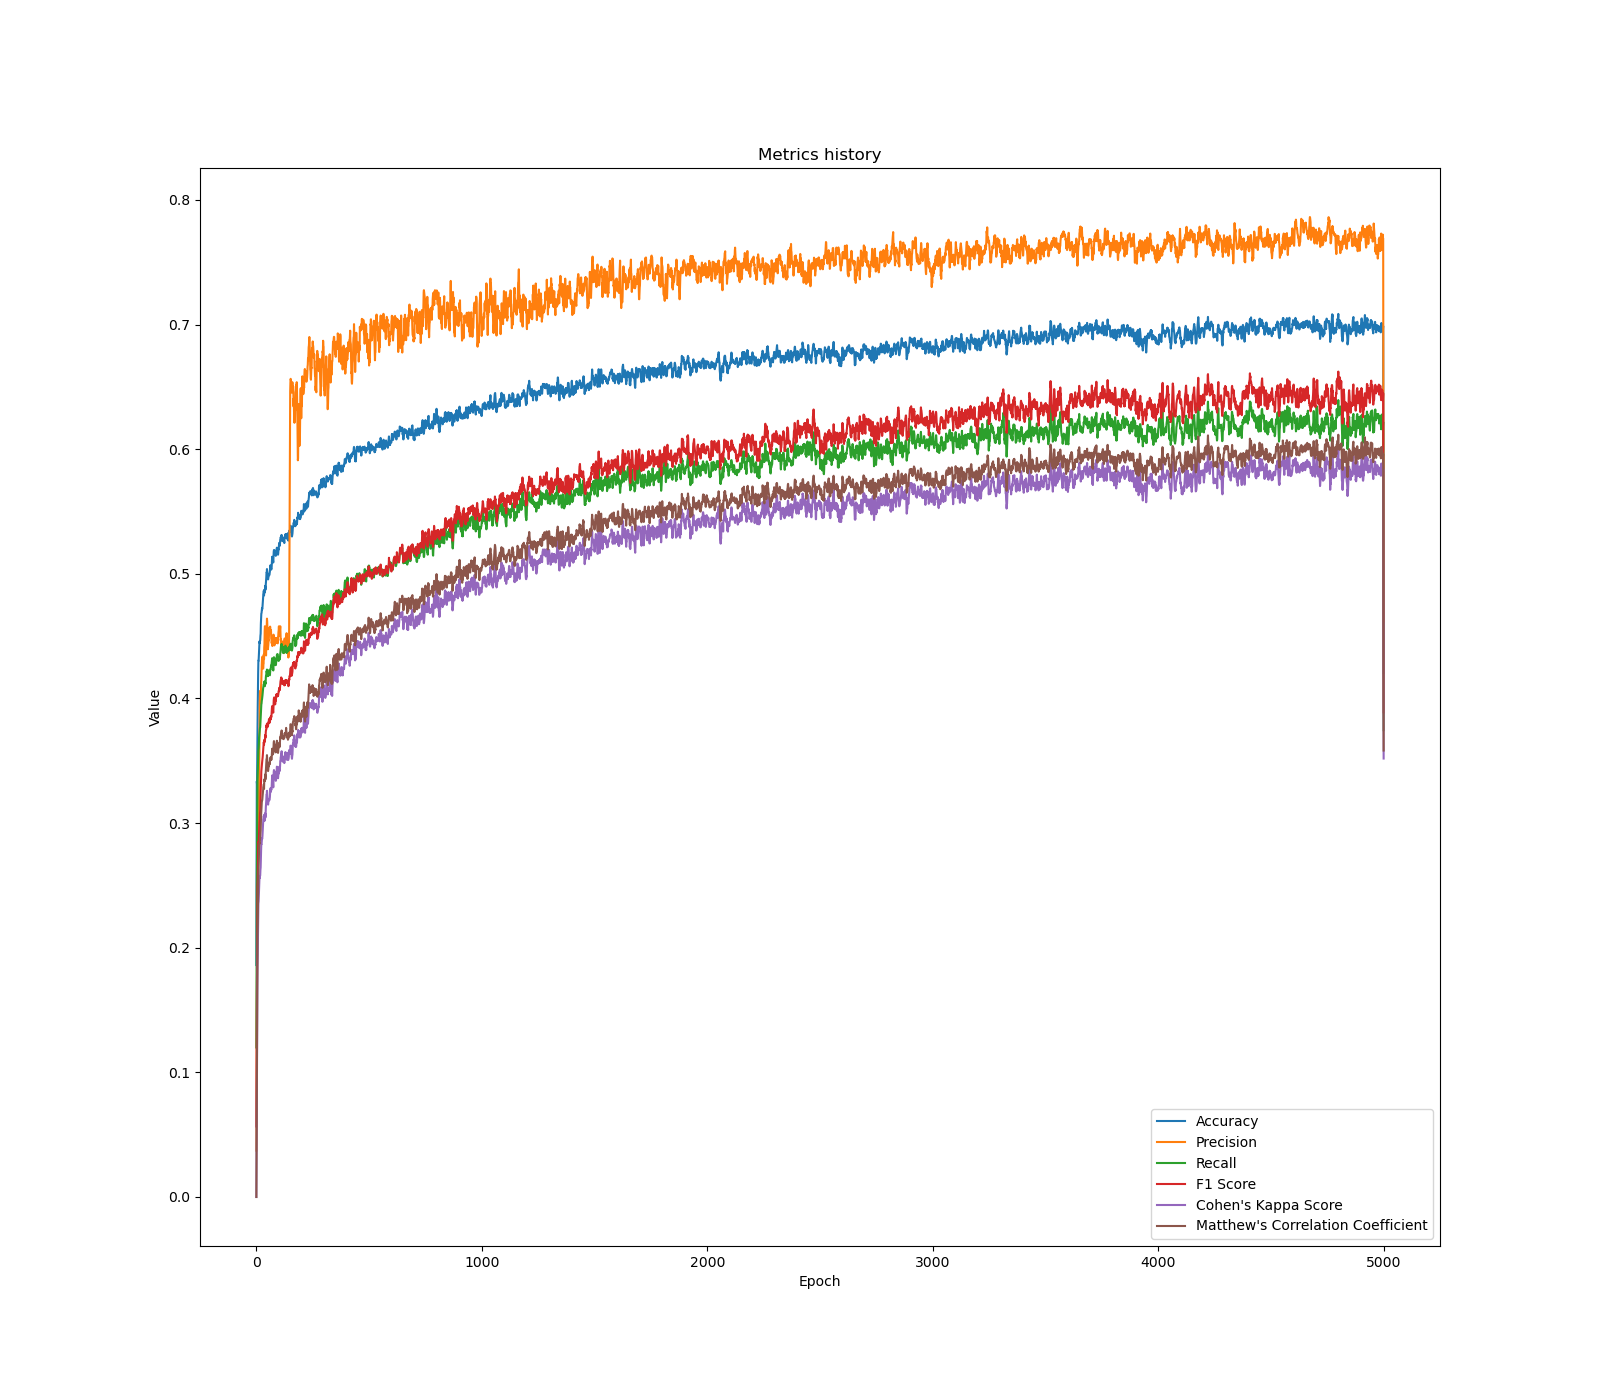 Metrics history
0.8
0.7
0.6
0.5
0.4
0.3
0.2
0.1
0.0
Value
0 1000 2000 3000 4000 5000
Epoch
Accuracy
Precision
Recall
F1 Score
Cohen's Kappa Score
Matthew's Correlation Coefficient